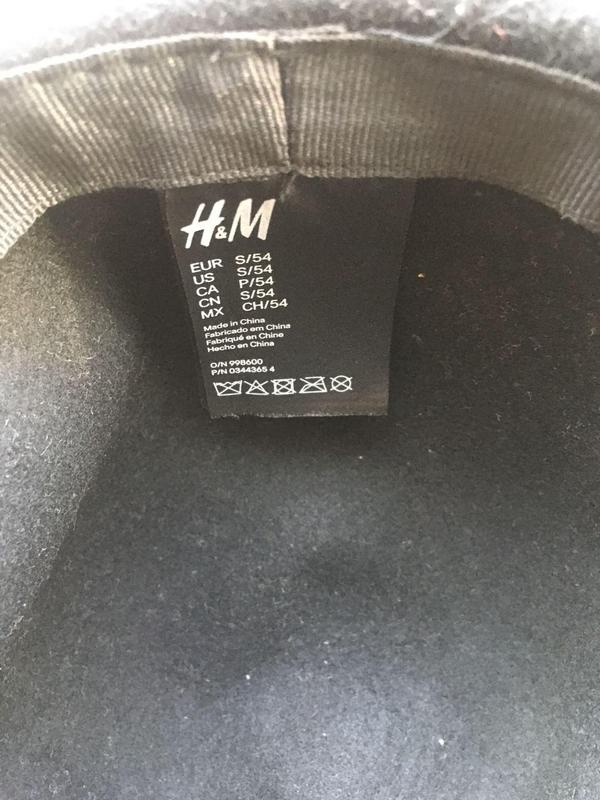 H&M
EUR S/54
US S/54
CA P/54
CN S/54
MX CH/54
Made in China
Fabricado em China
Fabriqué en Chine
Hecho en China
O/N 998600
P/N 0344365 4